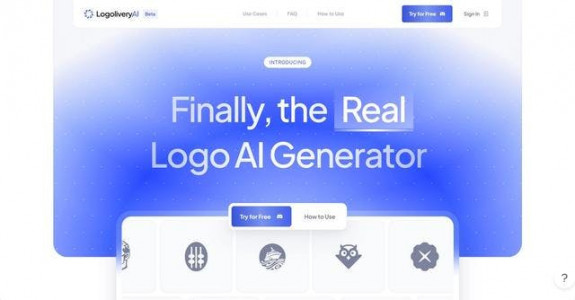 LogoliveryAI Beta
Use Cases FAQ How to Use
Try for Free Sign In
INTRODUCING
Finally, the Real
Logo AI Generator
Try for Free How to Use
?